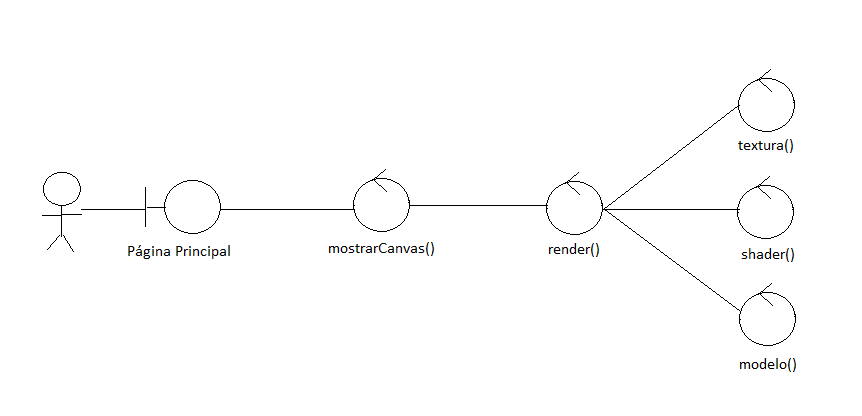 Página Principal
mostrarCanvas()
render()
textura()
shader()
modelo()